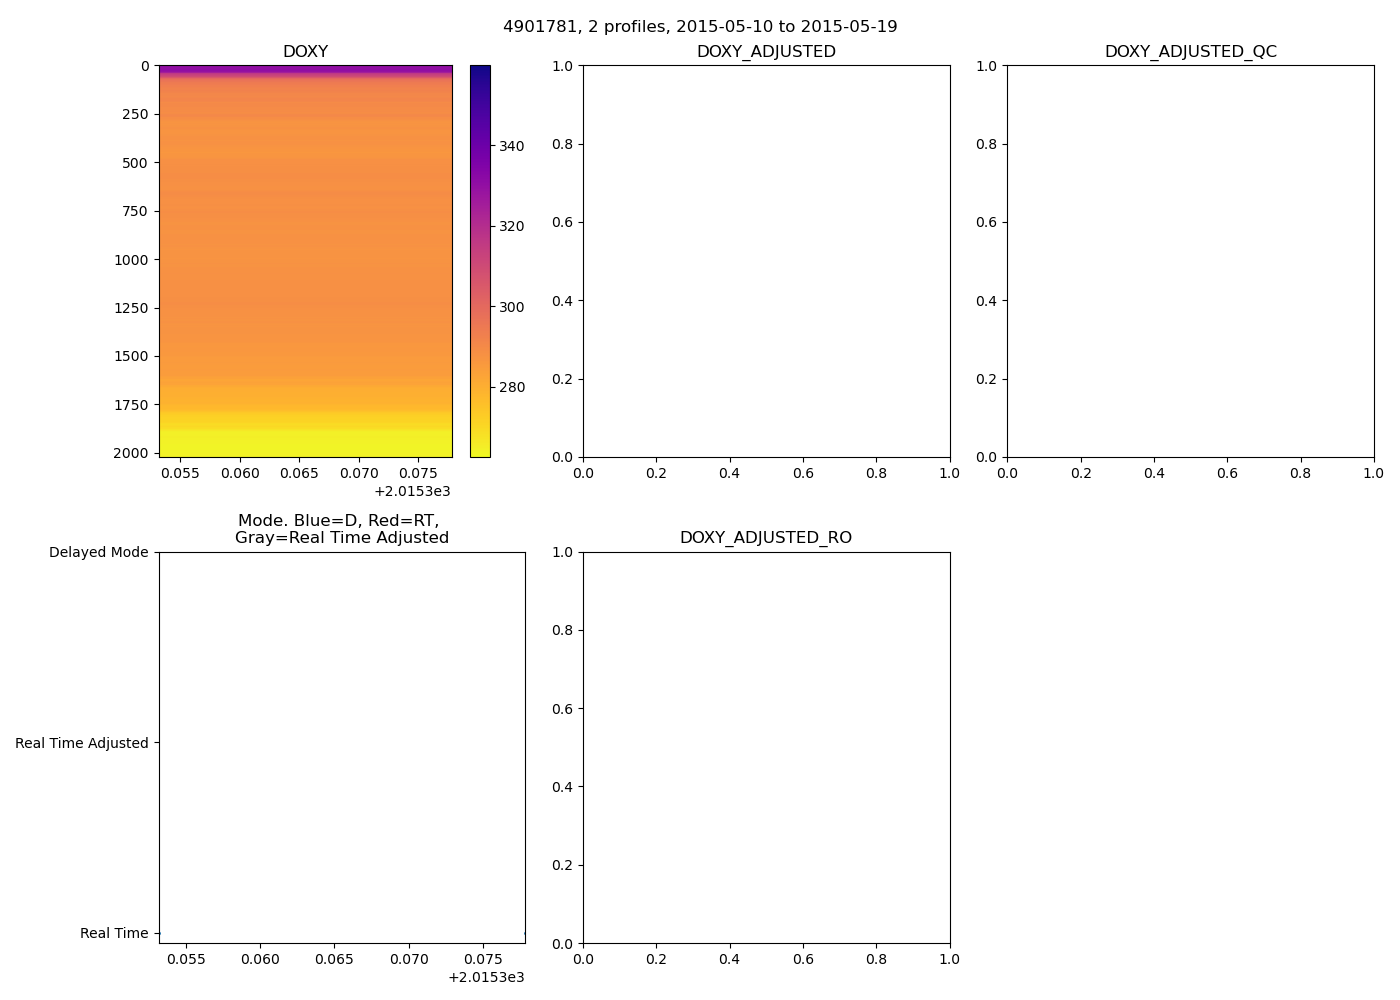 4901781, 2 profiles, 2015-05-10 to 2015-05-19
DOXY
0
250
500
750
1000
1250
1500
1750
2000
0.055 0.060 0.065 0.070 0.075
+2.0153e3
340
320
300
280
DOXY_ADJUSTED
1.0
0.8
0.6
0.4
0.2
0.0
0.0 0.2 0.4 0.6 0.8 1.0
DOXY_ADJUSTED_QC
1.0
0.8
0.6
0.4
0.2
0.0
0.0 0.2 0.4 0.6 0.8 1.0
Mode. Blue=D, Red=RT,
Gray=Real Time Adjusted
Delayed Mode
Real Time Adjusted
Real Time
0.055 0.060 0.065 0.070 0.075
+2.0153e3
DOXY_ADJUSTED_RO
1.0
0.8
0.6
0.4
0.2
0.0
0.0 0.2 0.4 0.6 0.8 1.0